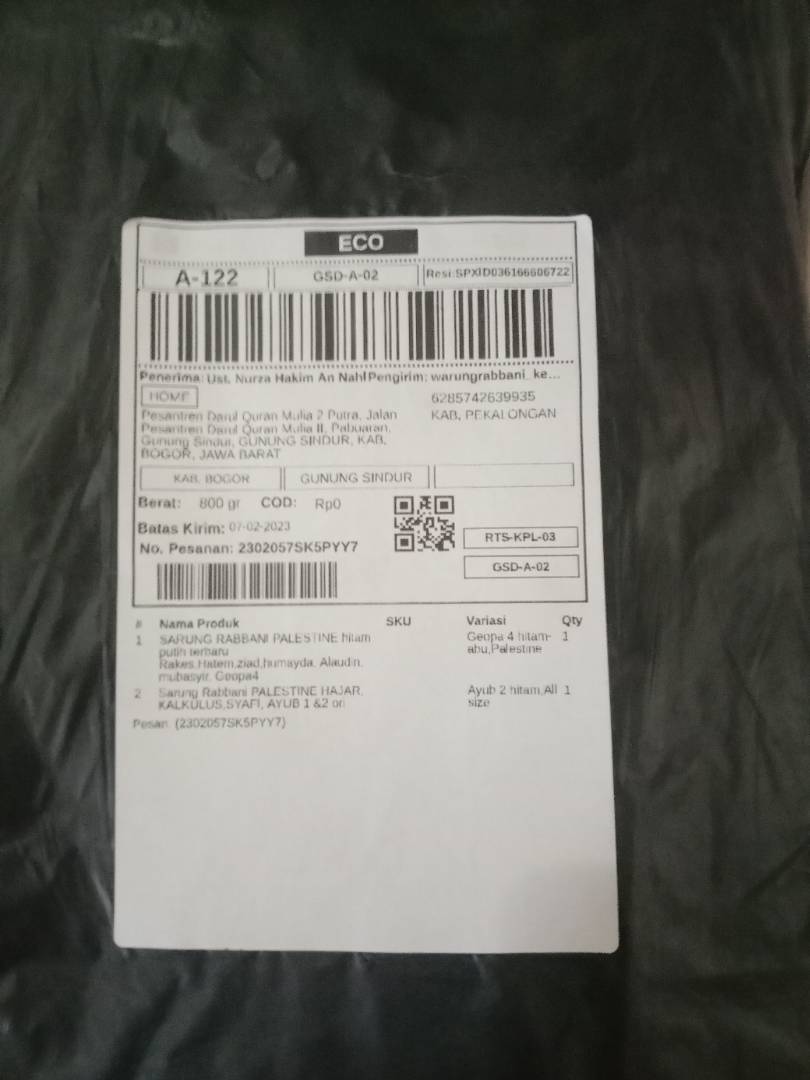 ECO
A-122 GSD-A-02 Resi:SPXID036166606722
Penerima: Ust. Nurza Hakim An Nahl Pengirim: warungrabbani_ke...
HOME 6285742639935
Pesantren Darul Quran Mulia 2 Putra, Jalan KAB. PEKALONGAN
Pesantren Darul Quran Mulia II, Pabuaran,
Gunung Sindur, GUNUNG SINDUR, KAB.
BOGOR, JAWA BARAT
KAB. BOGOR GUNUNG SINDUR
Berat: 800 gr COD: Rp0
Batas Kirim: 07-02-2023
RTS-KPL-03
No. Pesanan: 2302057SK5PYY7
GSD-A-02
# Nama Produk SKU Variasi Qty
1 SARUNG RABBANI PALESTINE hitam Geopa 4 hitam- 1
putih terbaru abu,Palestine
Rakes,Hatem,ziad,humayda, Alaudin,
mubasyir, Geopa4
2 Sarung Rabbani PALESTINE HAJAR, Ayub 2 hitam,All 1
KALKULUS,SYAFI, AYUB 1 &2 ori size
Pesan: (2302057SK5PYY7)